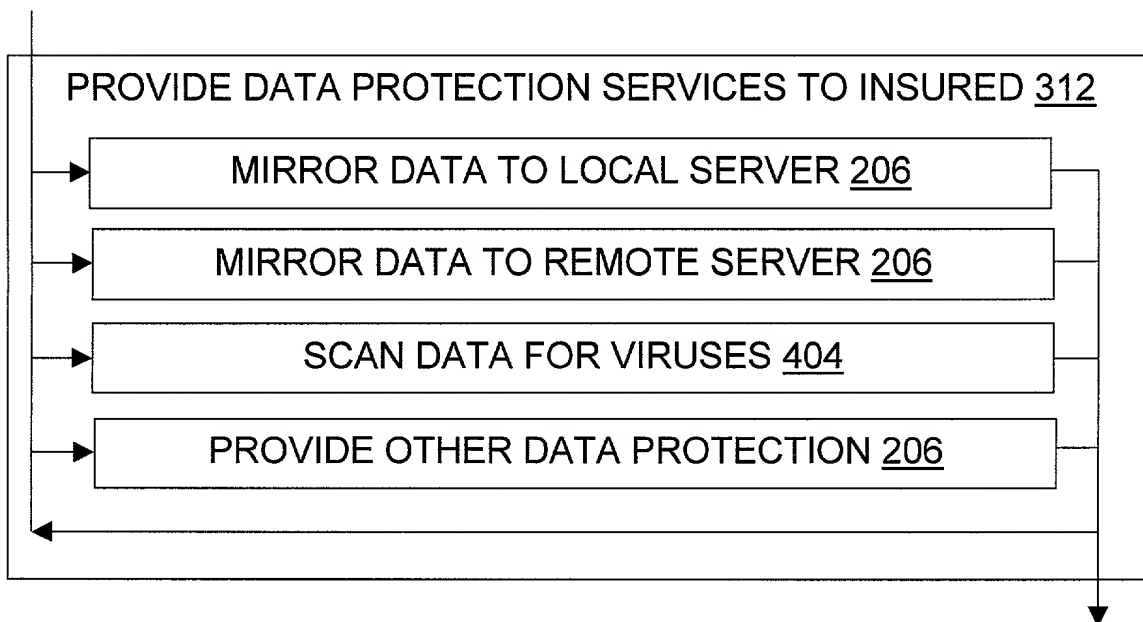 PROVIDE DATA PROTECTION SERVICES TO INSURED 312
MIRROR DATA TO LOCAL SERVER 206
MIRROR DATA TO REMOTE SERVER 206
SCAN DATA FOR VIRUSES 404
PROVIDE OTHER DATA PROTECTION 206